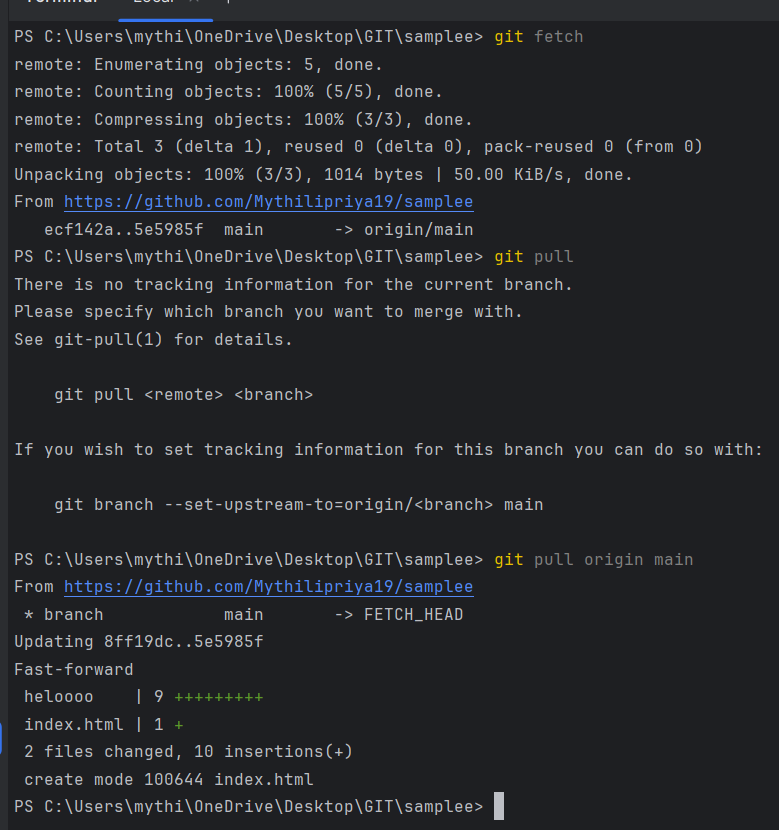 Terminal Local
PS C:\Users\mythi\OneDrive\Desktop\GIT\samplee> git fetch
remote: Enumerating objects: 5, done.
remote: Counting objects: 100% (5/5), done.
remote: Compressing objects: 100% (3/3), done.
remote: Total 3 (delta 1), reused 0 (delta 0), pack-reused 0 (from 0)
Unpacking objects: 100% (3/3), 1014 bytes | 50.00 KiB/s, done.
From https://github.com/Mythilipriya19/samplee
   ecf142a..5e5985f  main       -> origin/main
PS C:\Users\mythi\OneDrive\Desktop\GIT\samplee> git pull
There is no tracking information for the current branch.
Please specify which branch you want to merge with.
See git-pull(1) for details.
    git pull <remote> <branch>
If you wish to set tracking information for this branch you can do so with:
    git branch --set-upstream-to=origin/<branch> main
PS C:\Users\mythi\OneDrive\Desktop\GIT\samplee> git pull origin main
From https://github.com/Mythilipriya19/samplee
 * branch            main       -> FETCH_HEAD
Updating 8ff19dc..5e5985f
Fast-forward
 heloooo    | 9 +++++++++
 index.html | 1 +
 2 files changed, 10 insertions(+)
 create mode 100644 index.html
PS C:\Users\mythi\OneDrive\Desktop\GIT\samplee>